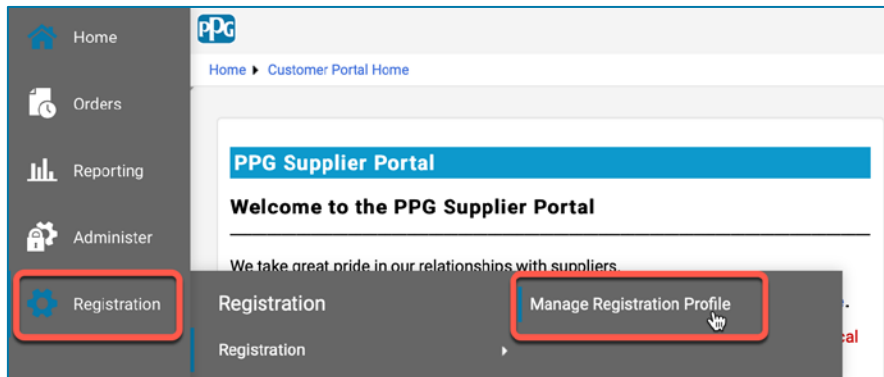 Home
Orders
Reporting
Administer
Registration
PPG
Home Customer Portal Home
PPG Supplier Portal
Welcome to the PPG Supplier Portal
We take great pride in our relationships with suppliers.
Registration
Registration
Manage Registration Profile